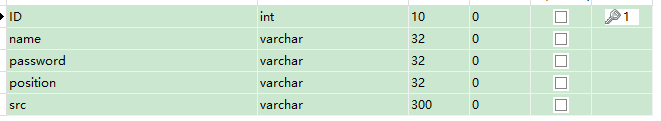 ID int 10 0 1
name varchar 32 0
password varchar 32 0
position varchar 32 0
src varchar 300 0